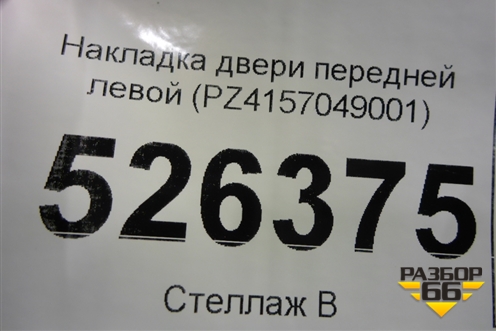 Накладка двери передней
левой (PZ4157049001)
526375
Стеллаж В
РАЗБОР
66